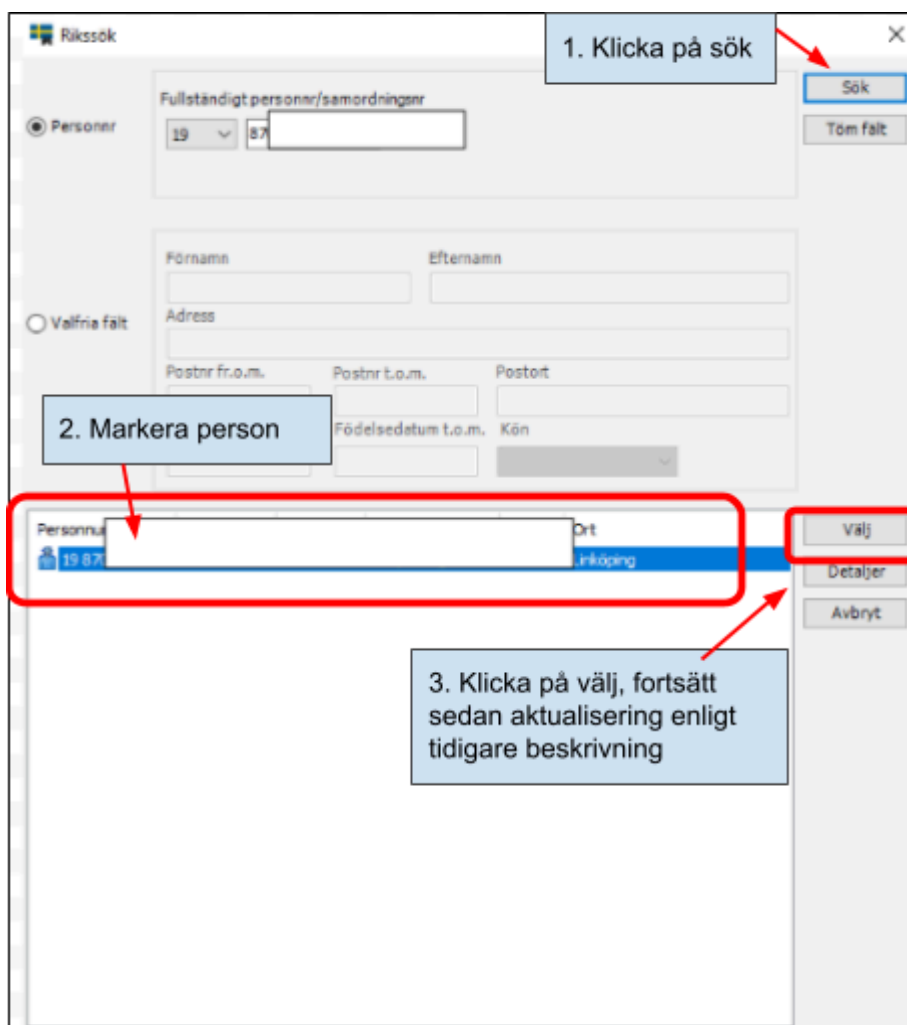 Rikssök
1. Klicka på sök
Sök
Fullständigt personnr/samordningsnr
Personnr
19
87
Töm fält
Förnamn
Efternamn
Valfria fält
Adress
Postnr fr.o.m.
Postnr t.o.m.
Postort
2. Markera person
Födelsedatum t.o.m.
Kön
Ort
Välj
19 87
Linköping
Detaljer
Avbryt
3. Klicka på välj, fortsätt
sedan aktualisering enligt
tidigare beskrivning